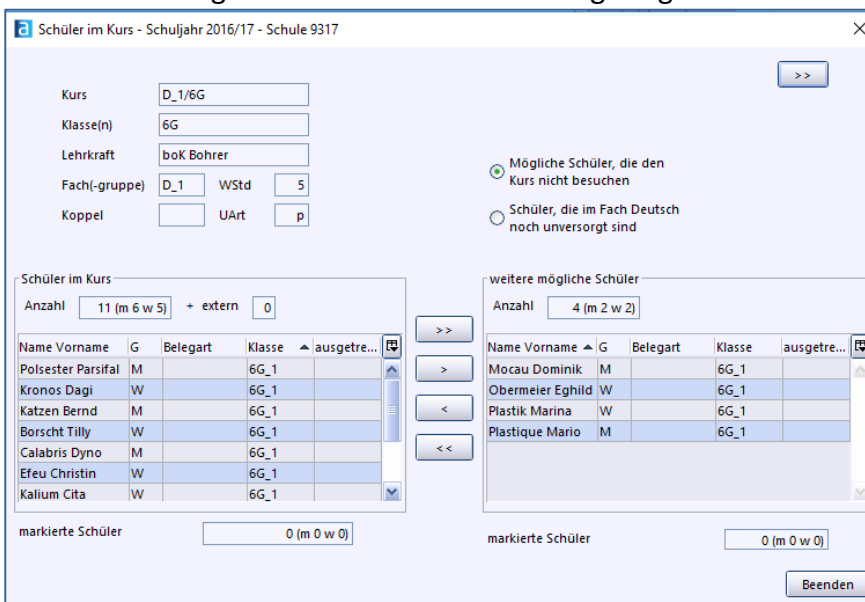 Schüler im Kurs - Schuljahr 2016/17 - Schule 9317
>>
Kurs D_1/6G
Klasse(n) 6G
Lehrkraft boK Bohrer
Fach(-gruppe) D_1 WStd 5
Koppel UArt p
Mögliche Schüler, die den
Kurs nicht besuchen
Schüler, die im Fach Deutsch
noch unversorgt sind
Schüler im Kurs
Anzahl 11 (m 6 w 5) + extern 0
Name Vorname G Belegart Klasse ausgetre...
Polsester Parsifal M 6G_1
Kronos Dagi W 6G_1
Katzen Bernd M 6G_1
Borscht Tilly W 6G_1
Calabris Dyno M 6G_1
Efeu Christin W 6G_1
Kalium Cita W 6G_1
markierte Schüler 0 (m 0 w 0)
>>
>
<
<<
weitere mögliche Schüler
Anzahl 4 (m 2 w 2)
Name Vorname G Belegart Klasse ausgetre...
Mocau Dominik M 6G_1
Obermeier Eghild W 6G_1
Plastik Marina W 6G_1
Plastique Mario M 6G_1
markierte Schüler 0 (m 0 w 0)
Beenden